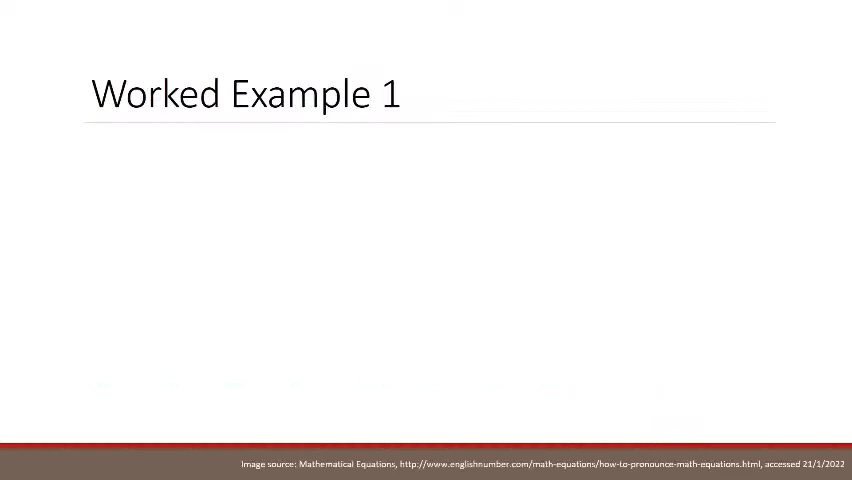 Worked Example 1
Image source: Mathematical Equations, http://www.englishnumber.com/math-equations/how-to-pronounce-math-equations.html, accessed 21/1/2022